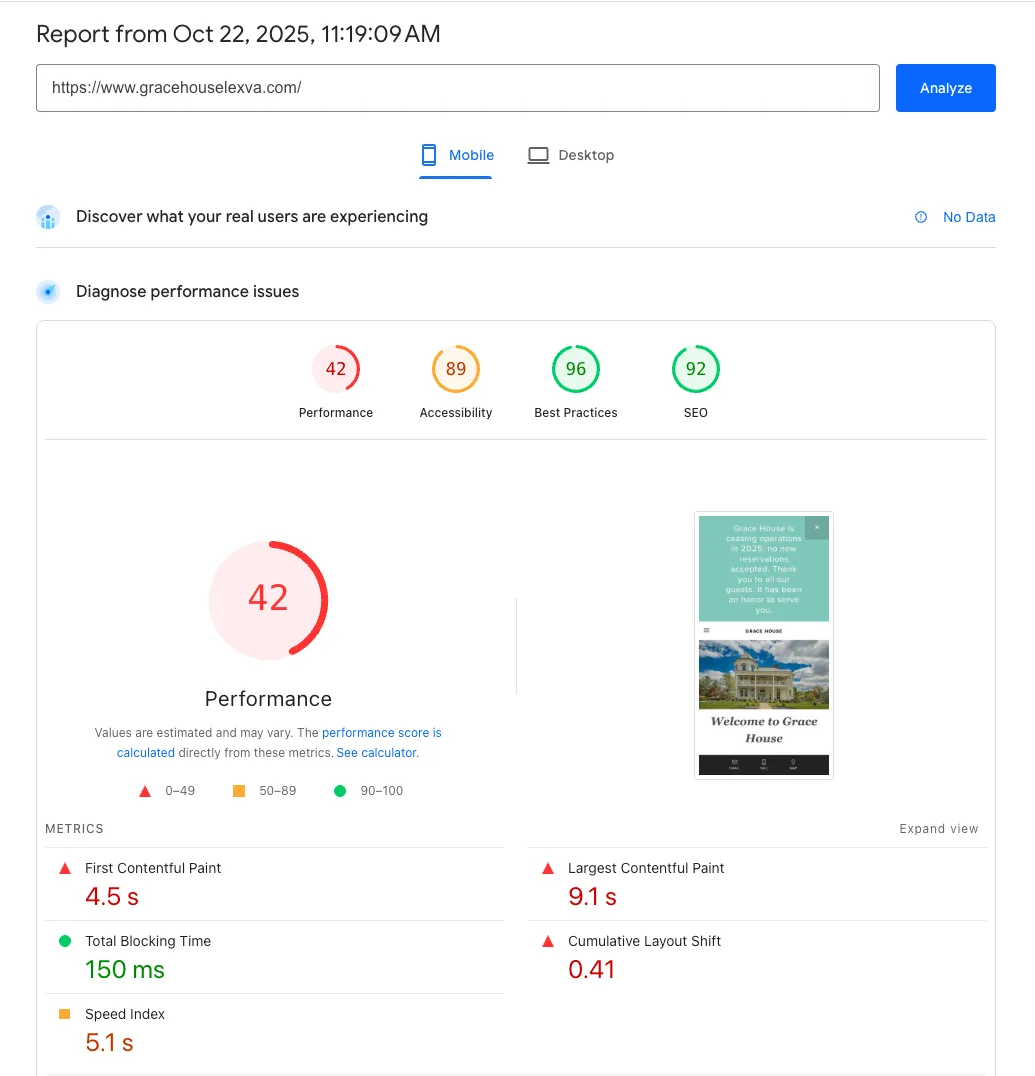 Report from Oct 22, 2025, 11:19:09 AM
https://www.gracehouselexva.com/
Analyze
Mobile
Desktop
Discover what your real users are experiencing
No Data
Diagnose performance issues
42
89
96
92
Performance
Accessibility
Best Practices
SEO
42
Performance
Values are estimated and may vary. The performance score is
calculated directly from these metrics. See calculator.
0–49
50–89
90–100
Grace House is
ceasing operations
in 2025; no new
reservations
accepted. Thank
you to all our
guests. It has been
an honor to serve
you.
×
GRACE HOUSE
Welcome to Grace
House
METRICS
Expand view
First Contentful Paint
4.5 s
Largest Contentful Paint
9.1 s
Total Blocking Time
150 ms
Cumulative Layout Shift
0.41
Speed Index
5.1 s